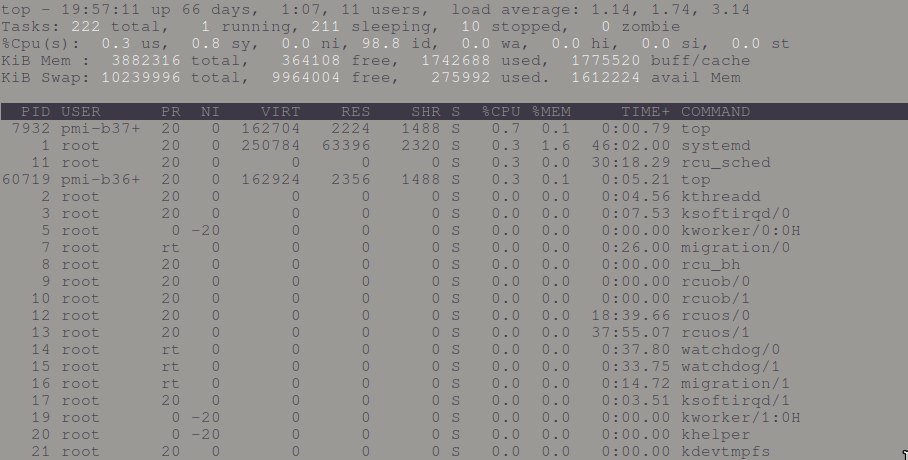 top - 19:57:11 up 66 days,  1:07, 11 users,  load average: 1.14, 1.74, 3.14
Tasks: 222 total,   1 running, 211 sleeping,  10 stopped,   0 zombie
%Cpu(s):  0.3 us,  0.8 sy,  0.0 ni, 98.8 id,  0.0 wa,  0.0 hi,  0.0 si,  0.0 st
KiB Mem :  3882316 total,   364108 free,  1742688 used,  1775520 buff/cache
KiB Swap: 10239996 total,  9964004 free,   275992 used.  1612224 avail Mem
  PID USER      PR  NI    VIRT    RES    SHR S  %CPU %MEM     TIME+ COMMAND
 7932 pmi-b37+  20   0  162704   2224   1488 S   0.7  0.1   0:00.79 top
    1 root      20   0  250784  63396   2320 S   0.3  1.6  46:02.00 systemd
   11 root      20   0       0      0      0 S   0.3  0.0  30:18.29 rcu_sched
60719 pmi-b36+  20   0  162924   2356   1488 S   0.3  0.1   0:05.21 top
    2 root      20   0       0      0      0 S   0.0  0.0   0:04.56 kthreadd
    3 root      20   0       0      0      0 S   0.0  0.0   0:07.53 ksoftirqd/0
    5 root       0 -20       0      0      0 S   0.0  0.0   0:00.00 kworker/0:0H
    7 root      rt   0       0      0      0 S   0.0  0.0   0:26.00 migration/0
    8 root      20   0       0      0      0 S   0.0  0.0   0:00.00 rcu_bh
    9 root      20   0       0      0      0 S   0.0  0.0   0:00.00 rcuob/0
   10 root      20   0       0      0      0 S   0.0  0.0   0:00.00 rcuob/1
   12 root      20   0       0      0      0 S   0.0  0.0  18:39.66 rcuos/0
   13 root      20   0       0      0      0 S   0.0  0.0  37:55.07 rcuos/1
   14 root      rt   0       0      0      0 S   0.0  0.0   0:37.80 watchdog/0
   15 root      rt   0       0      0      0 S   0.0  0.0   0:33.75 watchdog/1
   16 root      rt   0       0      0      0 S   0.0  0.0   0:14.72 migration/1
   17 root      20   0       0      0      0 S   0.0  0.0   0:03.51 ksoftirqd/1
   19 root       0 -20       0      0      0 S   0.0  0.0   0:00.00 kworker/1:0H
   20 root       0 -20       0      0      0 S   0.0  0.0   0:00.00 khelper
   21 root      20   0       0      0      0 S   0.0  0.0   0:00.00 kdevtmpfs